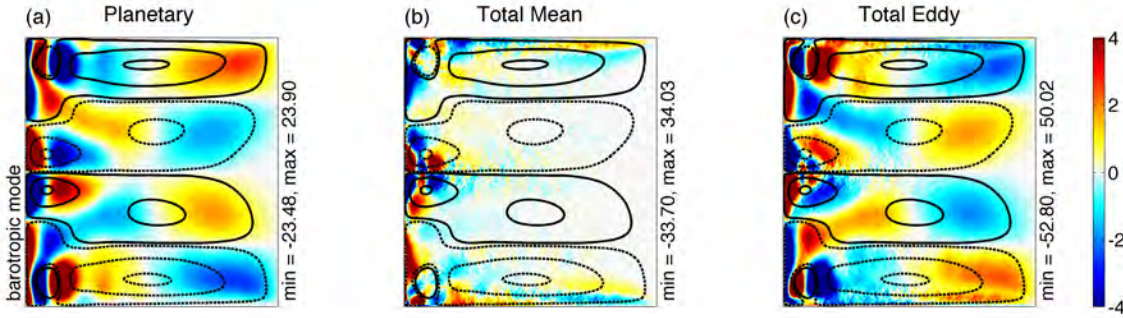 (a) Planetary
(b) Total Mean
(c) Total Eddy
barotropic mode
min = -23.48, max = 23.90
min = -33.70, max = 34.03
min = -52.80, max = 50.02
4
2
0
-2
-4